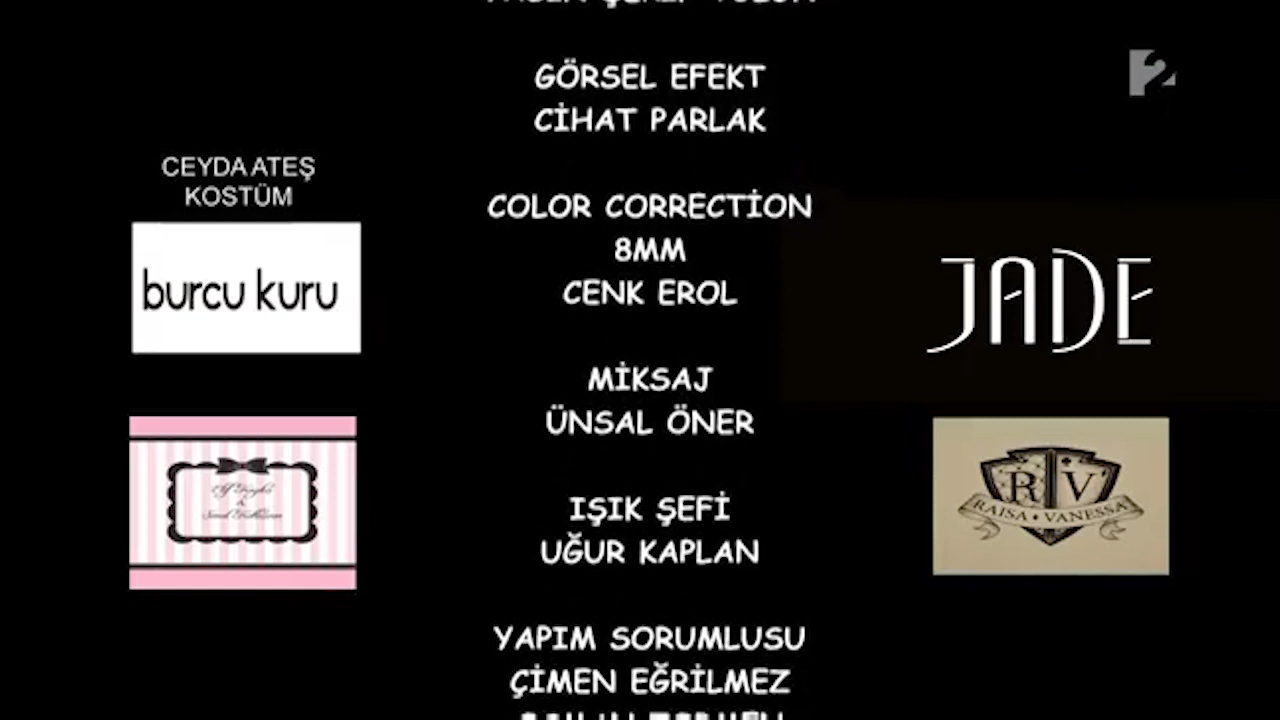 GÖRSEL EFEKT
CİHAT PARLAK
CEYDA ATEŞ
KOSTÜM
burcu kuru
COLOR CORRECTİON
8MM
CENK EROL
JADE
MİKSAJ
ÜNSAL ÖNER
&
R V
RAISA • VANESSA
IŞIK ŞEFİ
UĞUR KAPLAN
YAPIM SORUMLUSU
ÇİMEN EĞRİLMEZ
2